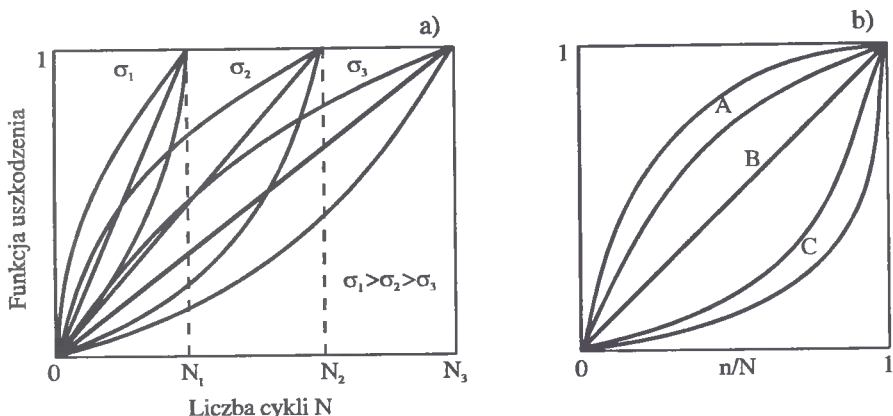 a)
1
σ₁
σ₂
σ₃
Funkcja uszkodzenia
σ₁>σ₂>σ₃
0
N₁
N₂
N₃
Liczba cykli N
b)
1
A
B
C
0
n/N
1